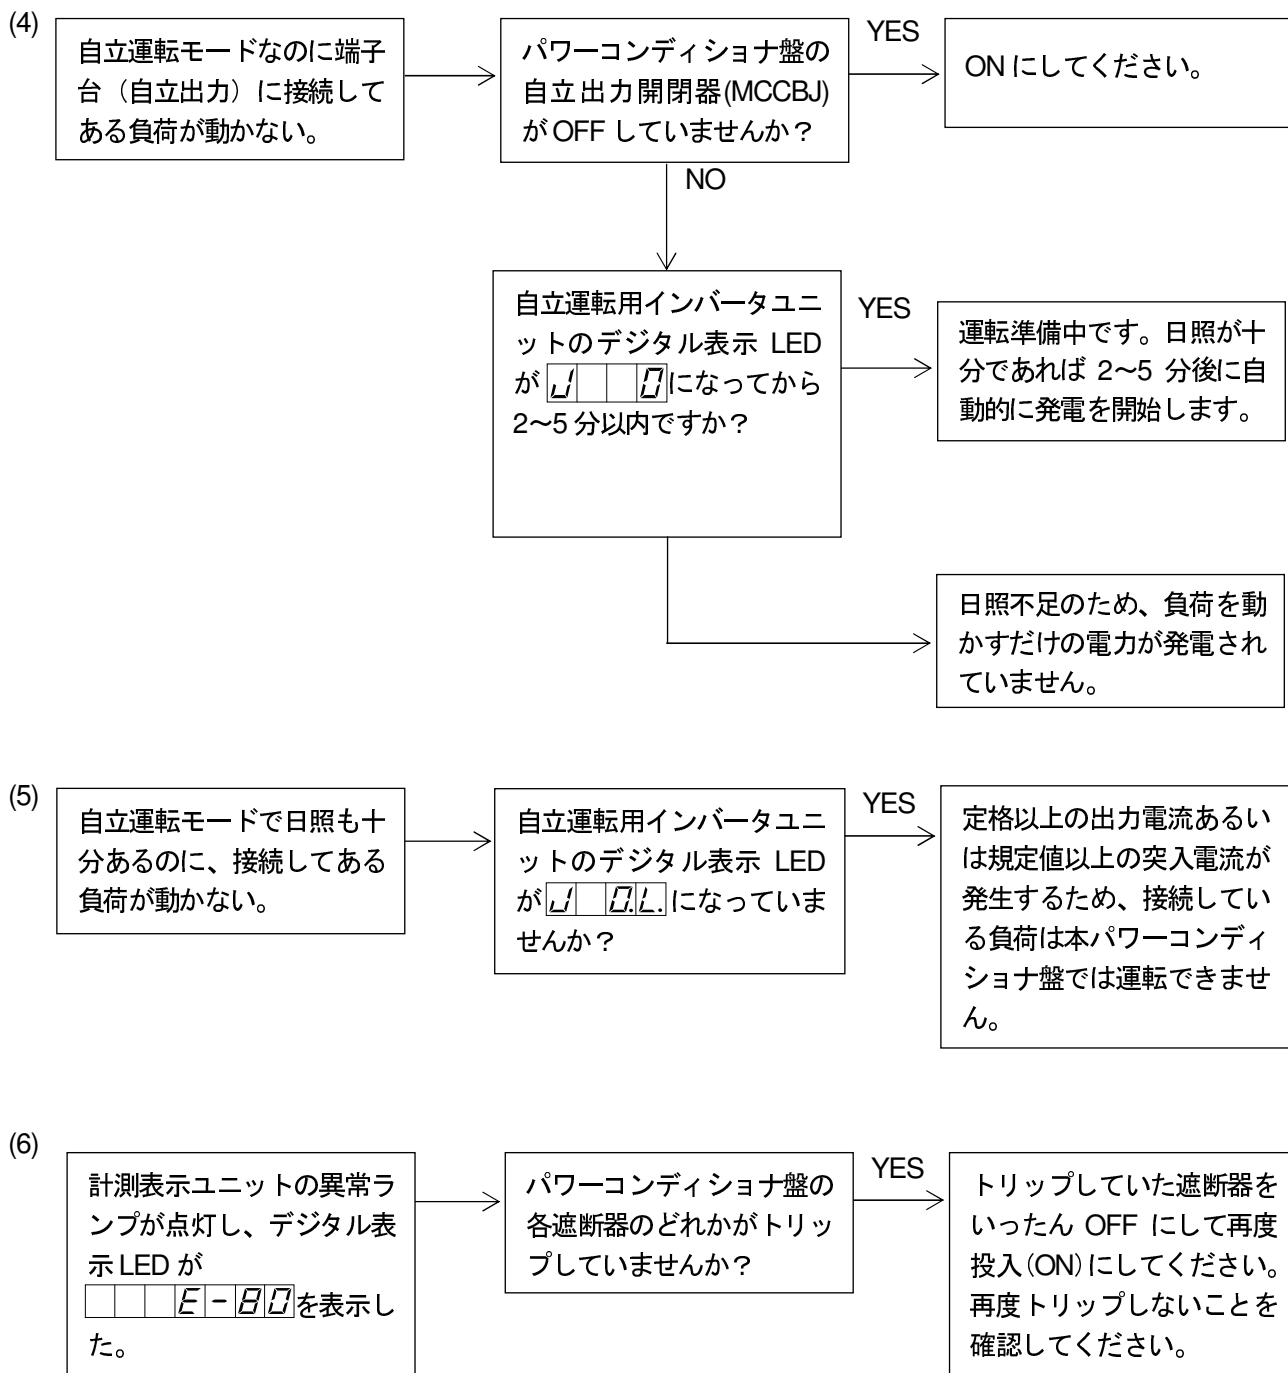 (4)
自立運転モードなのに端子
台（自立出力）に接続して
ある負荷が動かない。
パワーコンディショナ盤の
自立出力開閉器(MCCBJ)
がOFFしていませんか？
YES
ONにしてください。
NO
自立運転用インバータユニ
ットのデジタル表示 LED
が J 0 になってから
2～5分以内ですか？
YES
運転準備中です。日照が十
分であれば 2～5 分後に自
動的に発電を開始します。
日照不足のため、負荷を動
かすだけの電力が発電され
ていません。
(5)
自立運転モードで日照も十
分あるのに、接続してある
負荷が動かない。
自立運転用インバータユニ
ットのデジタル表示 LED
が J O.L. になっていま
せんか？
YES
定格以上の出力電流あるい
は規定値以上の突入電流が
発生するため、接続してい
る負荷は本パワーコンディ
ショナ盤では運転できませ
ん。
(6)
計測表示ユニットの異常ラ
ンプが点灯し、デジタル表
示LEDが
E-80を表示し
た。
パワーコンディショナ盤の
各遮断器のどれかがトリッ
プしていませんか？
YES
トリップしていた遮断器を
いったん OFF にして再度
投入(ON)にしてください。
再度トリップしないことを
確認してください。